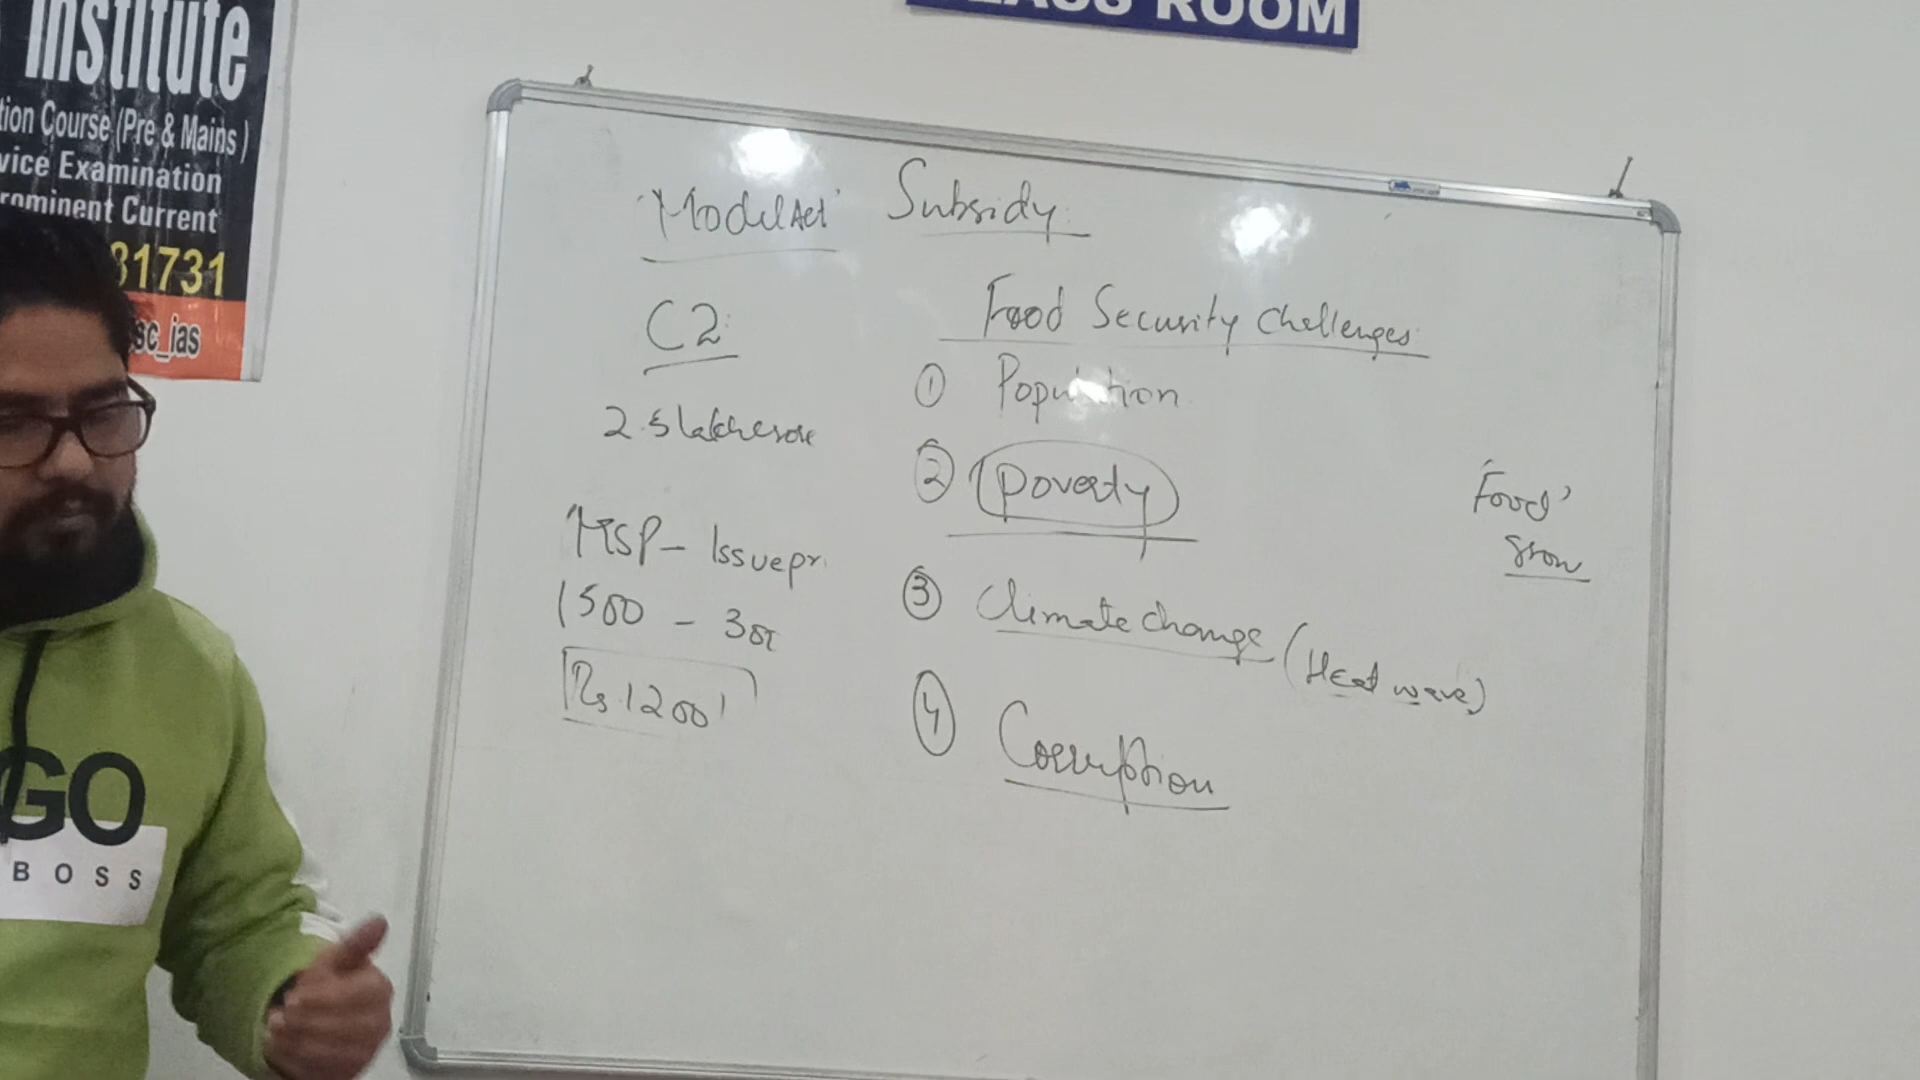 Institute
tion Course (Pre & Mains)
vice Examination
rominent Current
31731
sc_ias
CLASS ROOM
'Model Act' Subsidy
C2
2.5 lakh crore
Food Security Challenges
① Population
② Poverty
③ Climate change (Heat wave)
④ Corruption
MSP - Issue pr
1500 - 300
Rs 1200
'Food'
GO
BOSS